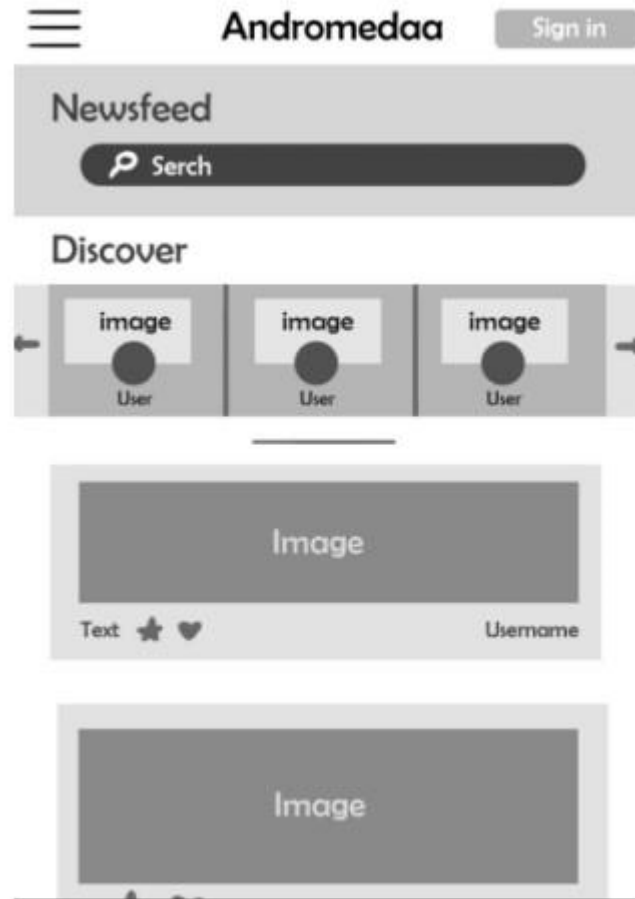 Andromedaa Sign in
Newsfeed
Serch
Discover
image image image
User User User
Image
Text Username
Image